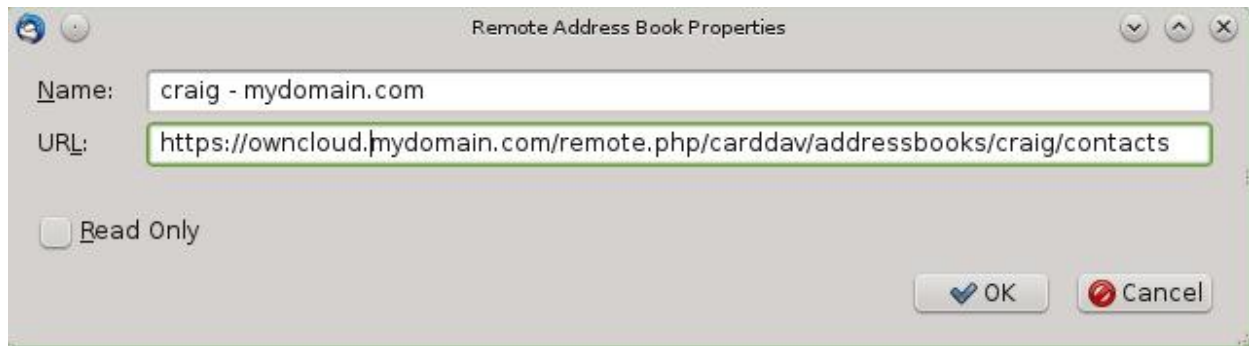 Remote Address Book Properties
Name: craig - mydomain.com
URL: https://owncloud.mydomain.com/remote.php/carddav/addressbooks/craig/contacts
Read Only
OK Cancel